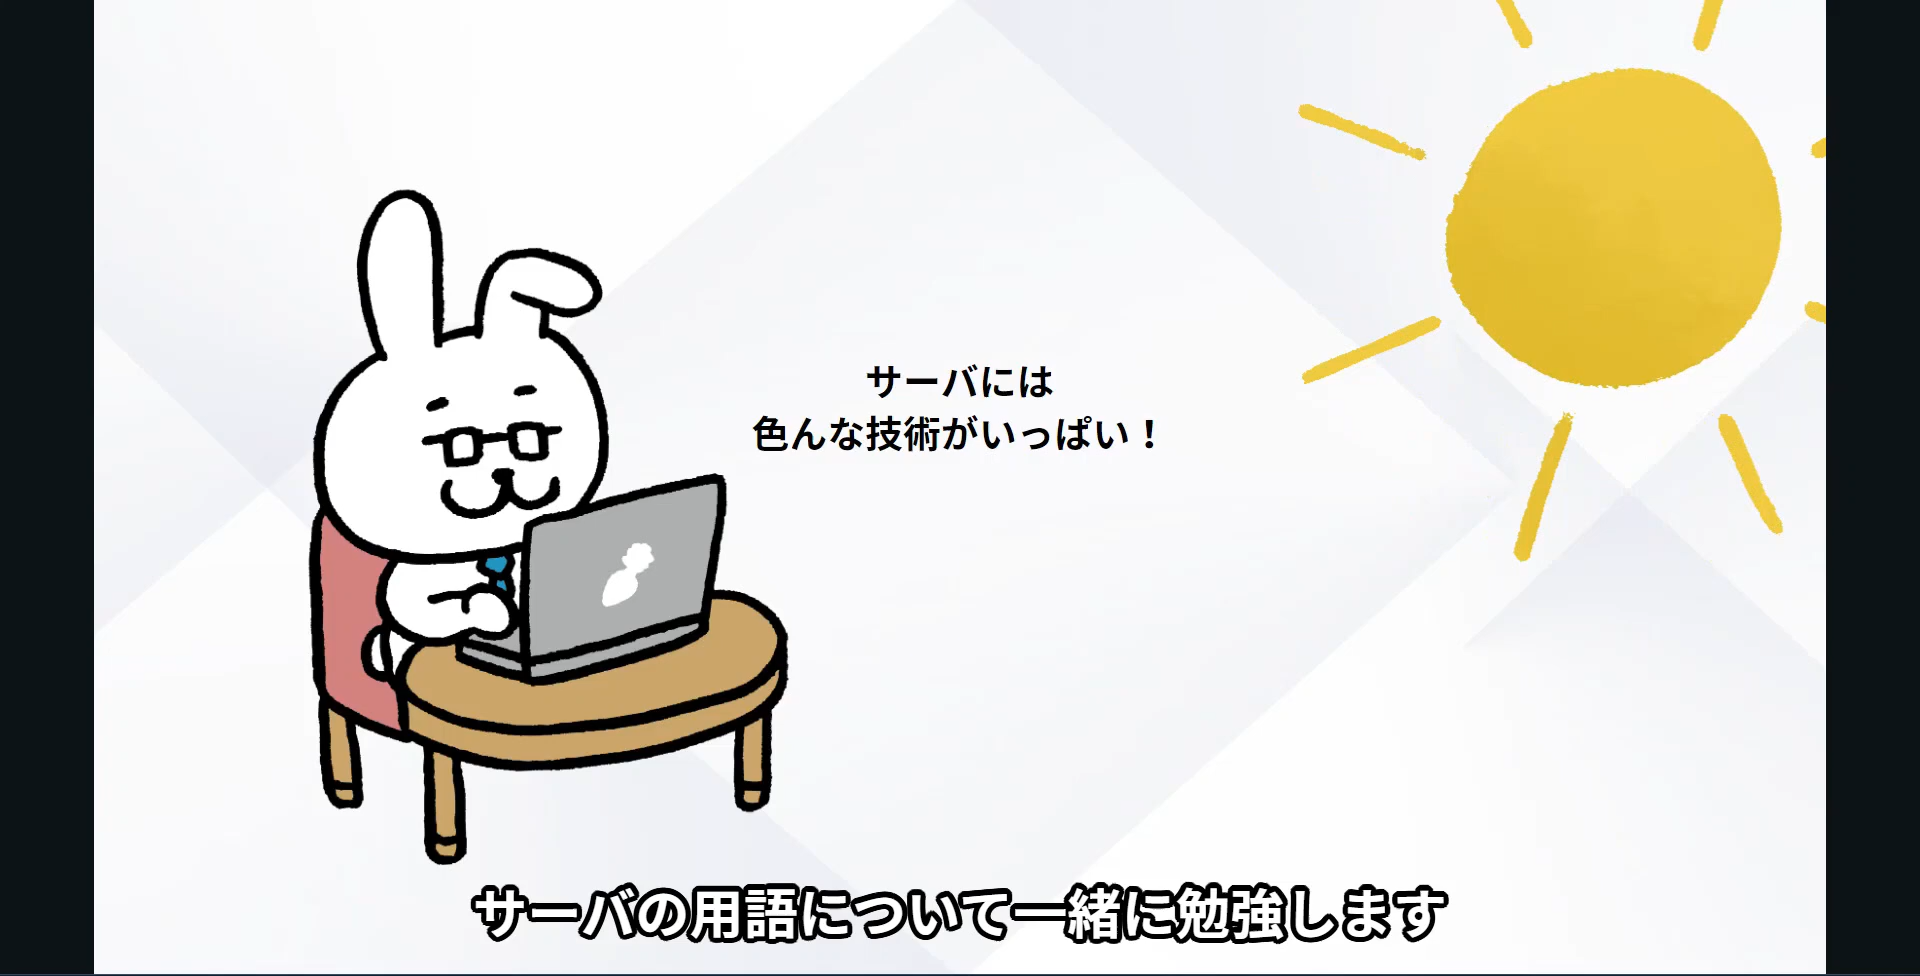 サーバには
色んな技術がいっぱい！
サーバの用語について一緒に勉強します